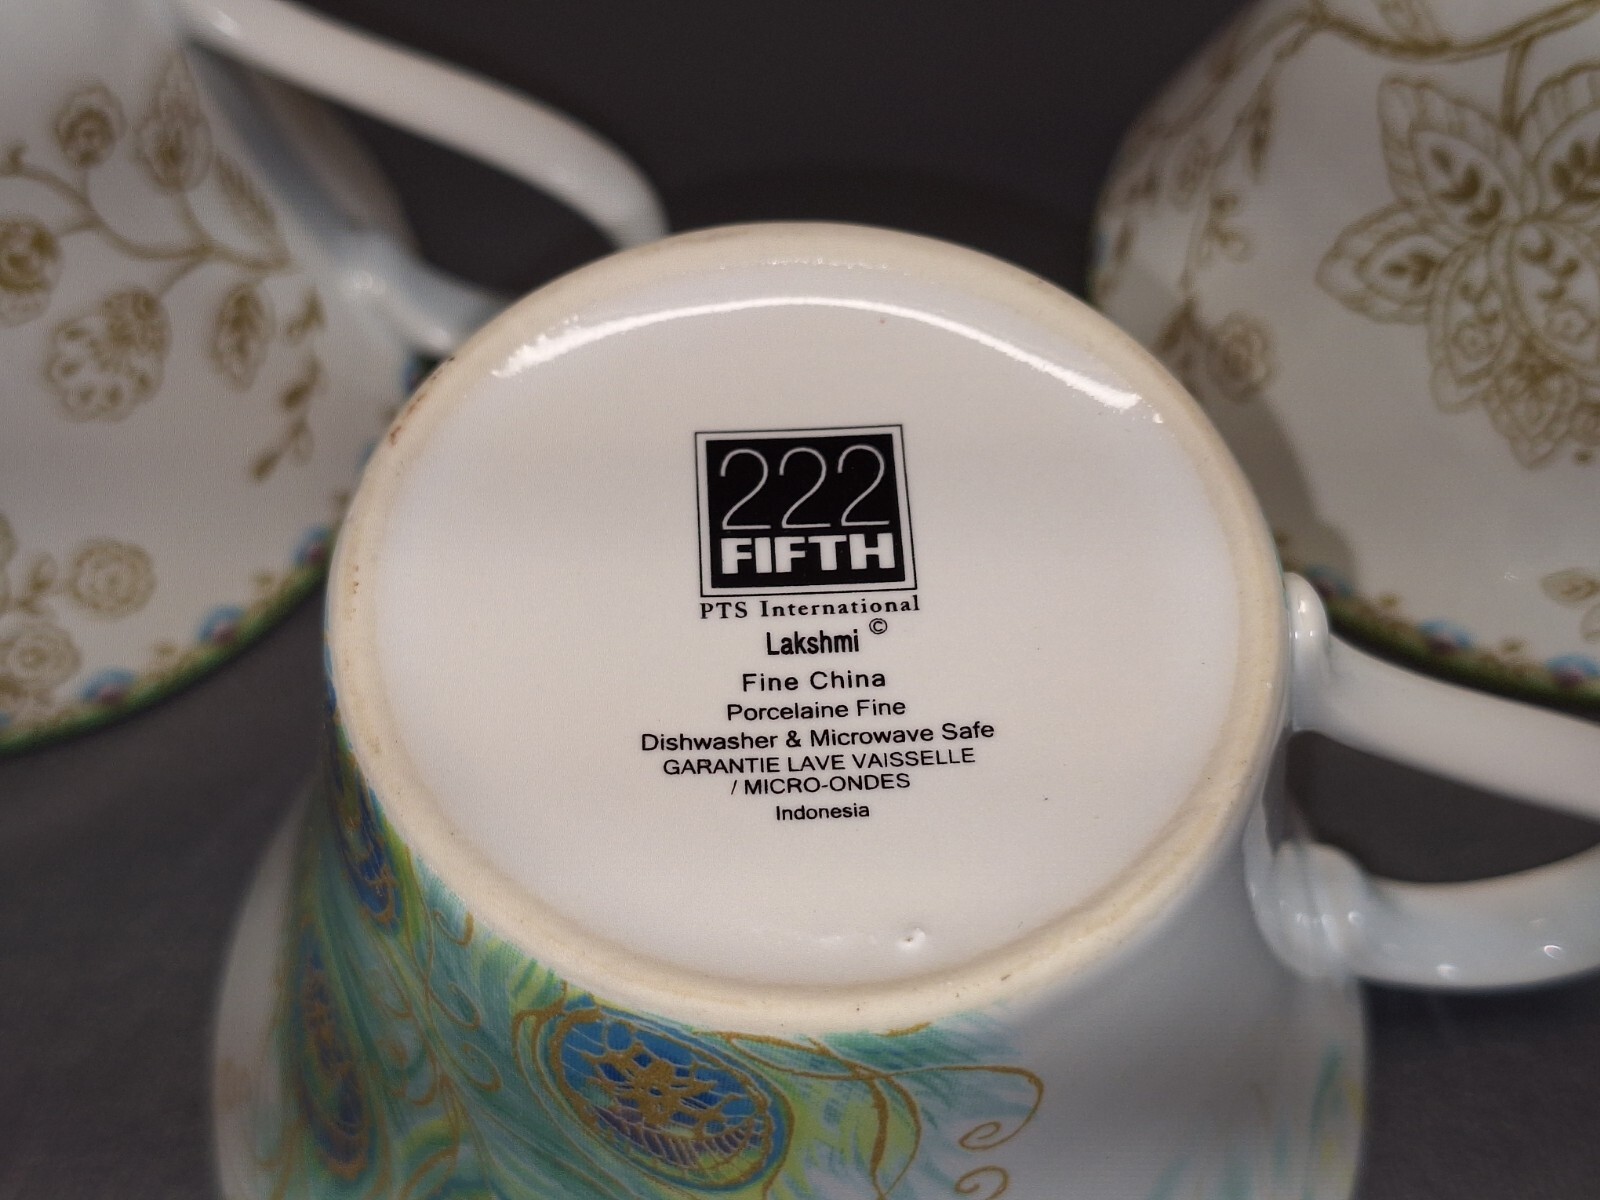 222
FIFTH
PTS International
Lakshmi ©
Fine China
Porcelaine Fine
Dishwasher & Microwave Safe
GARANTIE LAVE VAISSELLE
/ MICRO-ONDES
Indonesia